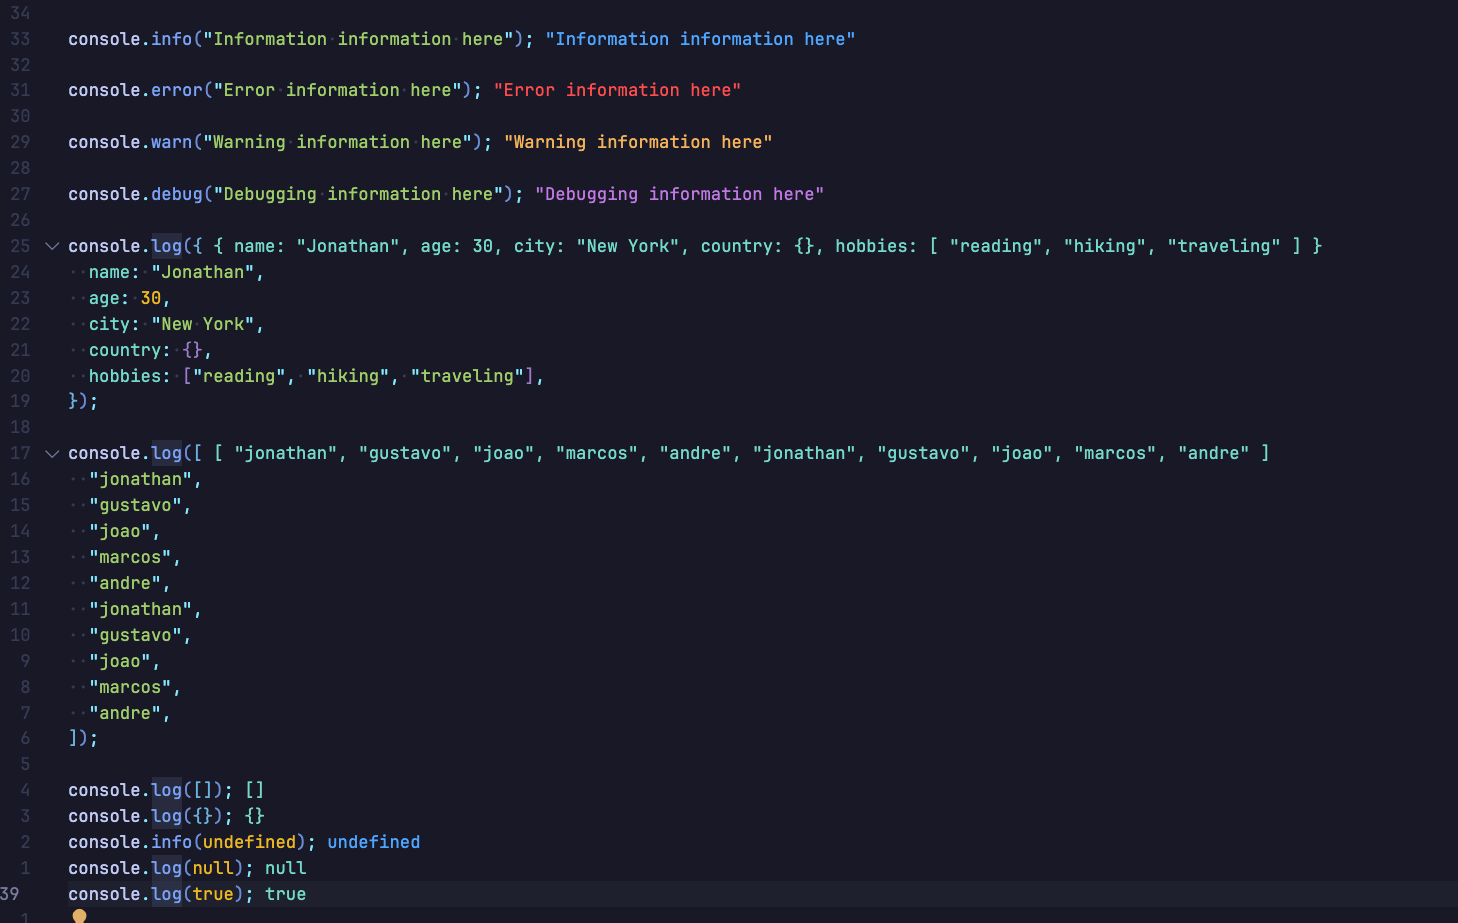 34
33 console.info("Information information here"); "Information information here"
32
31 console.error("Error information here"); "Error information here"
30
29 console.warn("Warning information here"); "Warning information here"
28
27 console.debug("Debugging information here"); "Debugging information here"
26
25 console.log({ { name: "Jonathan", age: 30, city: "New York", country: {}, hobbies: [ "reading", "hiking", "traveling" ] }
24   name: "Jonathan",
23   age: 30,
22   city: "New York",
21   country: {},
20   hobbies: ["reading", "hiking", "traveling"],
19 });
18
17 console.log([ [ "jonathan", "gustavo", "joao", "marcos", "andre", "jonathan", "gustavo", "joao", "marcos", "andre" ]
16   "jonathan",
15   "gustavo",
14   "joao",
13   "marcos",
12   "andre",
11   "jonathan",
10   "gustavo",
9   "joao",
8   "marcos",
7   "andre",
6 ]);
5
4 console.log([]); []
3 console.log({}); {}
2 console.info(undefined); undefined
1 console.log(null); null
39 console.log(true); true
1